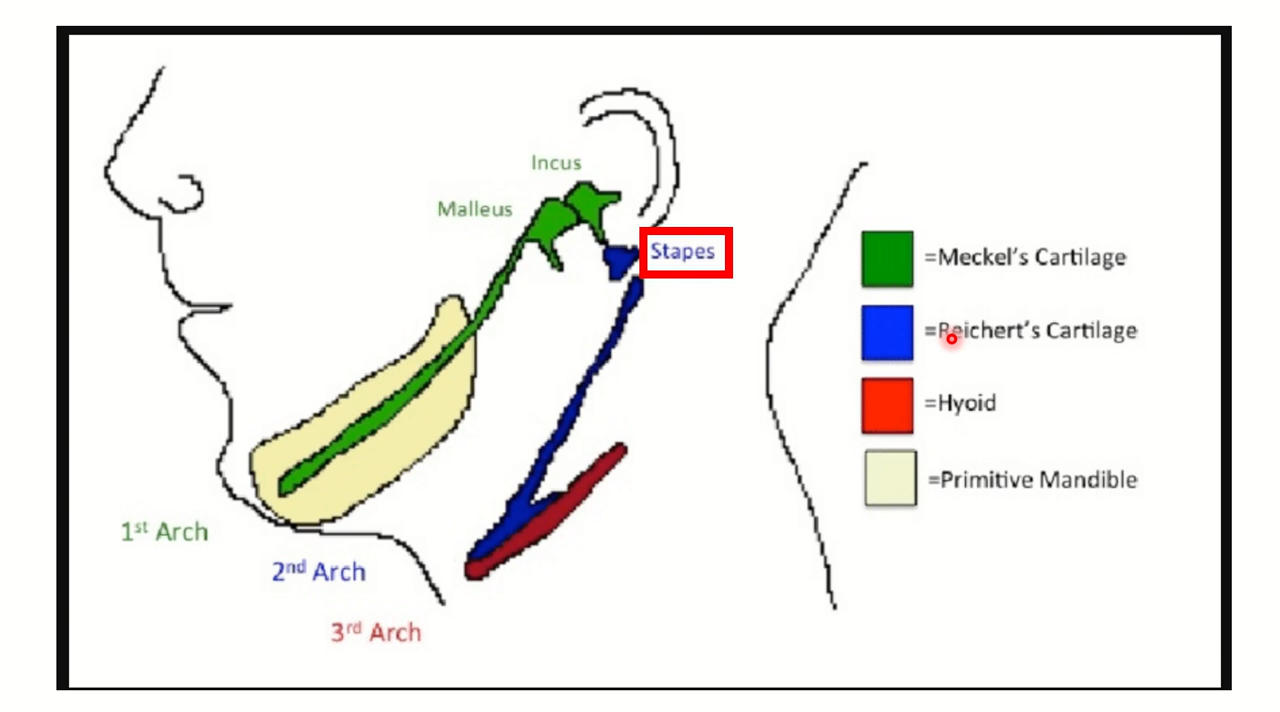 Incus
Malleus
Stapes
=Meckel's Cartilage
=Reichert's Cartilage
=Hyoid
=Primitive Mandible
1st Arch
2nd Arch
3rd Arch